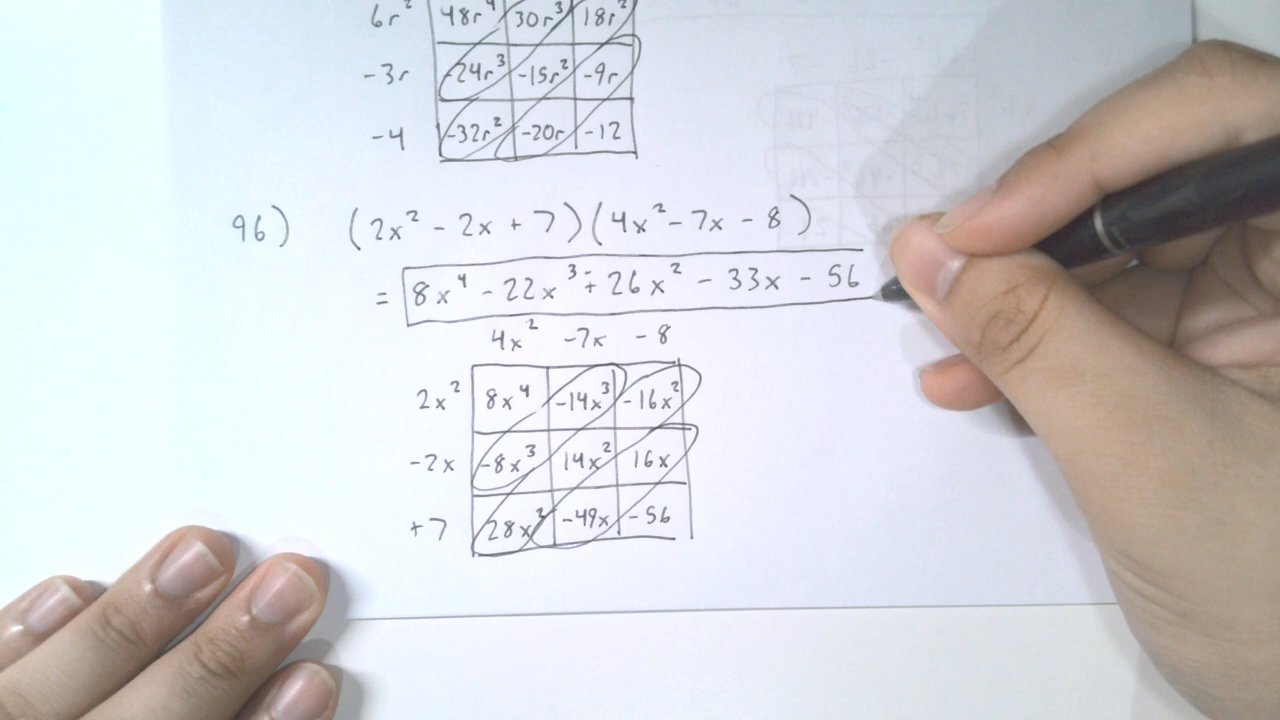 6r² 48r⁴ 30r³ 18r²
-3r -24r³ -15r² -9r
-4 -32r² -20r -12
96) (2x² - 2x + 7)(4x² - 7x - 8)
= 8x⁴ - 22x³ + 26x² - 33x - 56
4x² -7x -8
2x² 8x⁴ -14x³ -16x²
-2x -8x³ 14x² 16x
+7 28x² -49x -56